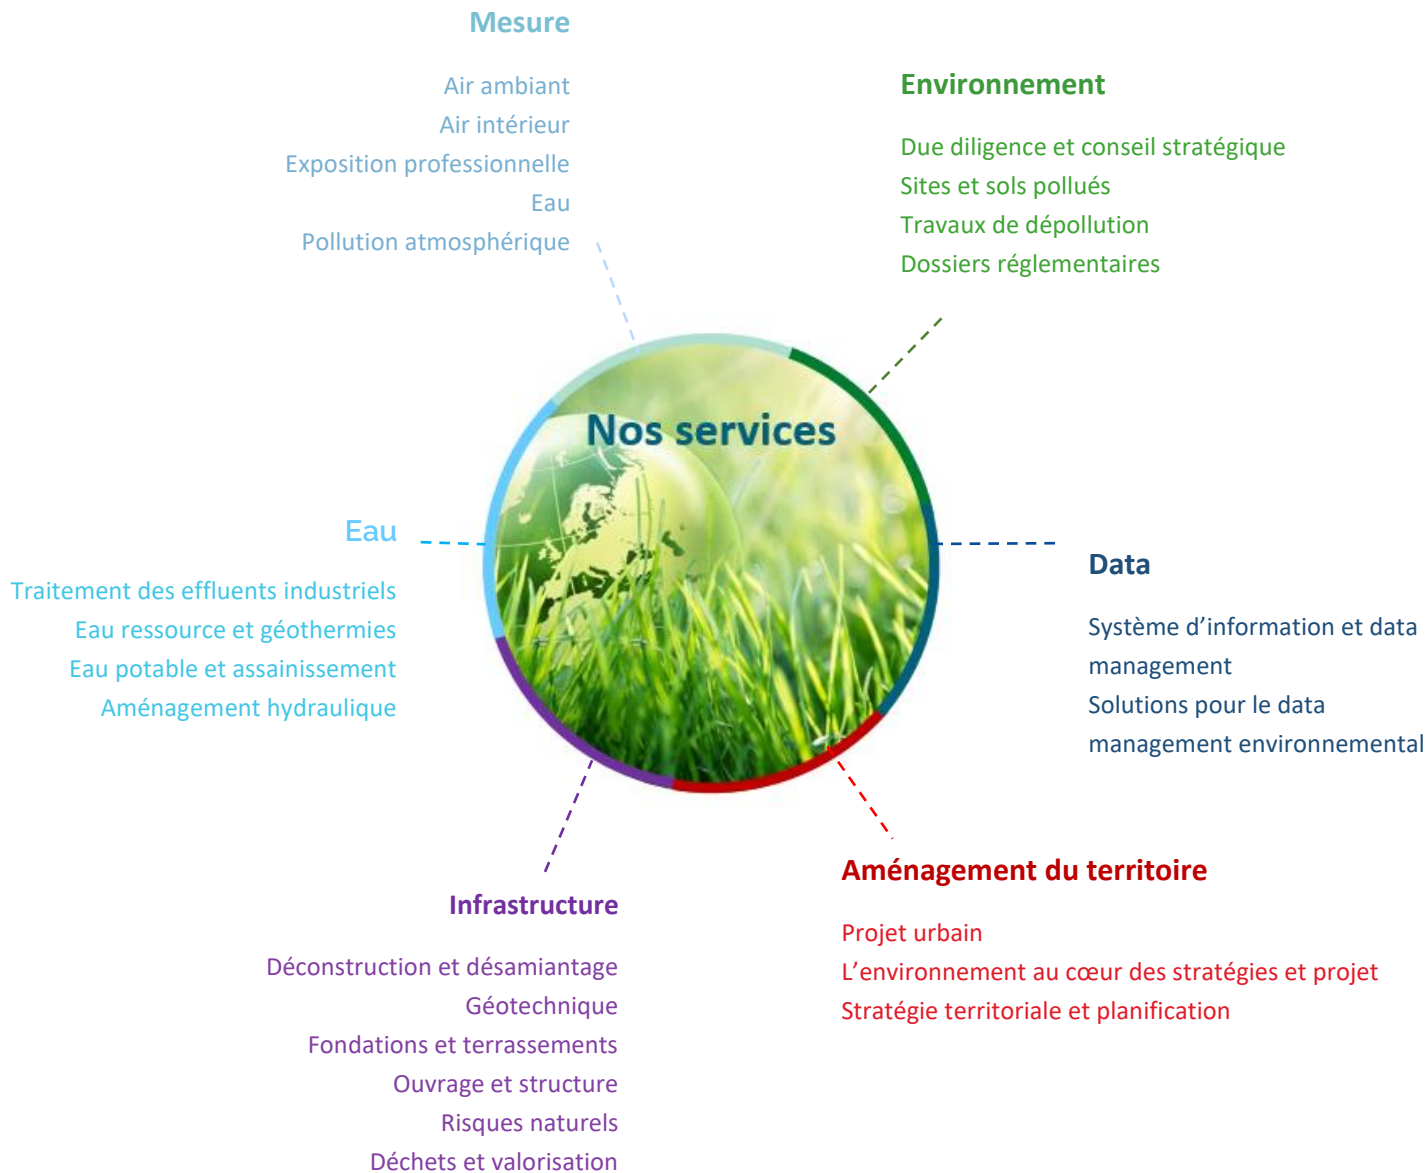 Mesure
Air ambiant
Air intérieur
Exposition professionnelle
Eau
Pollution atmosphérique
Environnement
Due diligence et conseil stratégique
Sites et sols pollués
Travaux de dépollution
Dossiers réglementaires
Nos services
Eau
Traitement des effluents industriels
Eau ressource et géothermies
Eau potable et assainissement
Aménagement hydraulique
Data
Système d’information et data
management
Solutions pour le data
management environnemental
Infrastructure
Déconstruction et désamiantage
Géotechnique
Fondations et terrassements
Ouvrage et structure
Risques naturels
Déchets et valorisation
Aménagement du territoire
Projet urbain
L’environnement au cœur des stratégies et projet
Stratégie territoriale et planification